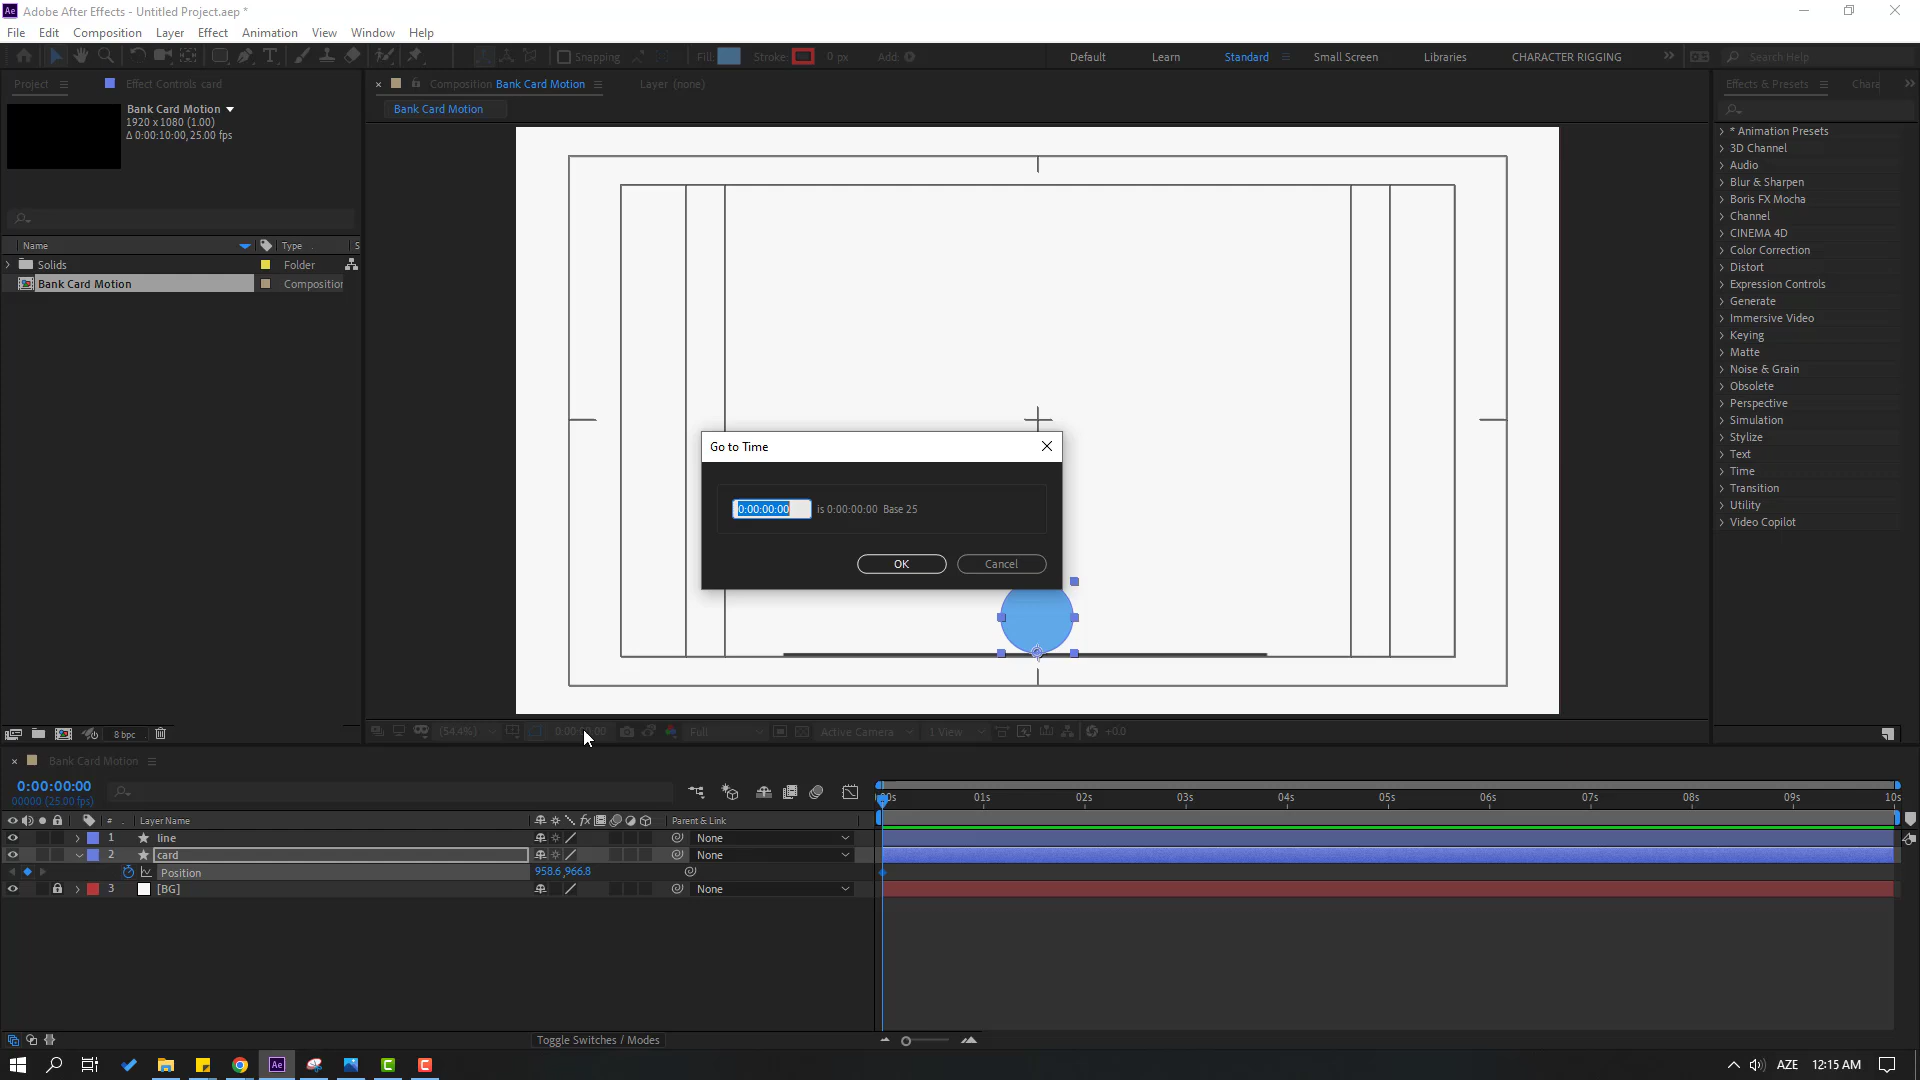 Adobe After Effects - Untitled Project.aep *
File Edit Composition Layer Effect Animation View Window Help
Snapping Fill: Stroke: 0 px Add: Default Learn Standard Small Screen Libraries CHARACTER RIGGING Search Help
Project Effect Controls card
Composition Bank Card Motion Layer (none)
Effects & Presets Chara
Bank Card Motion
1920 x 1080 (1.00)
Δ 0:00:10:00, 25.00 fps
Bank Card Motion
Name Type S
Solids Folder
Bank Card Motion Composition
* Animation Presets
3D Channel
Audio
Blur & Sharpen
Boris FX Mocha
Channel
CINEMA 4D
Color Correction
Distort
Expression Controls
Generate
Immersive Video
Keying
Matte
Noise & Grain
Obsolete
Perspective
Simulation
Stylize
Text
Time
Transition
Utility
Video Copilot
Go to Time
0:00:00:00 is 0:00:00:00 Base 25
OK Cancel
8 bpc
(54.4%) Full Active Camera 1 View +0.0
Bank Card Motion
0:00:00:00
00000 (25.00 fps)
01s 02s 03s 04s 05s 06s 07s 08s 09s 10s
# Layer Name Parent & Link
1 line None
2 card None
Position 958.6,966.8
3 [BG] None
Toggle Switches / Modes
AZE 12:15 AM